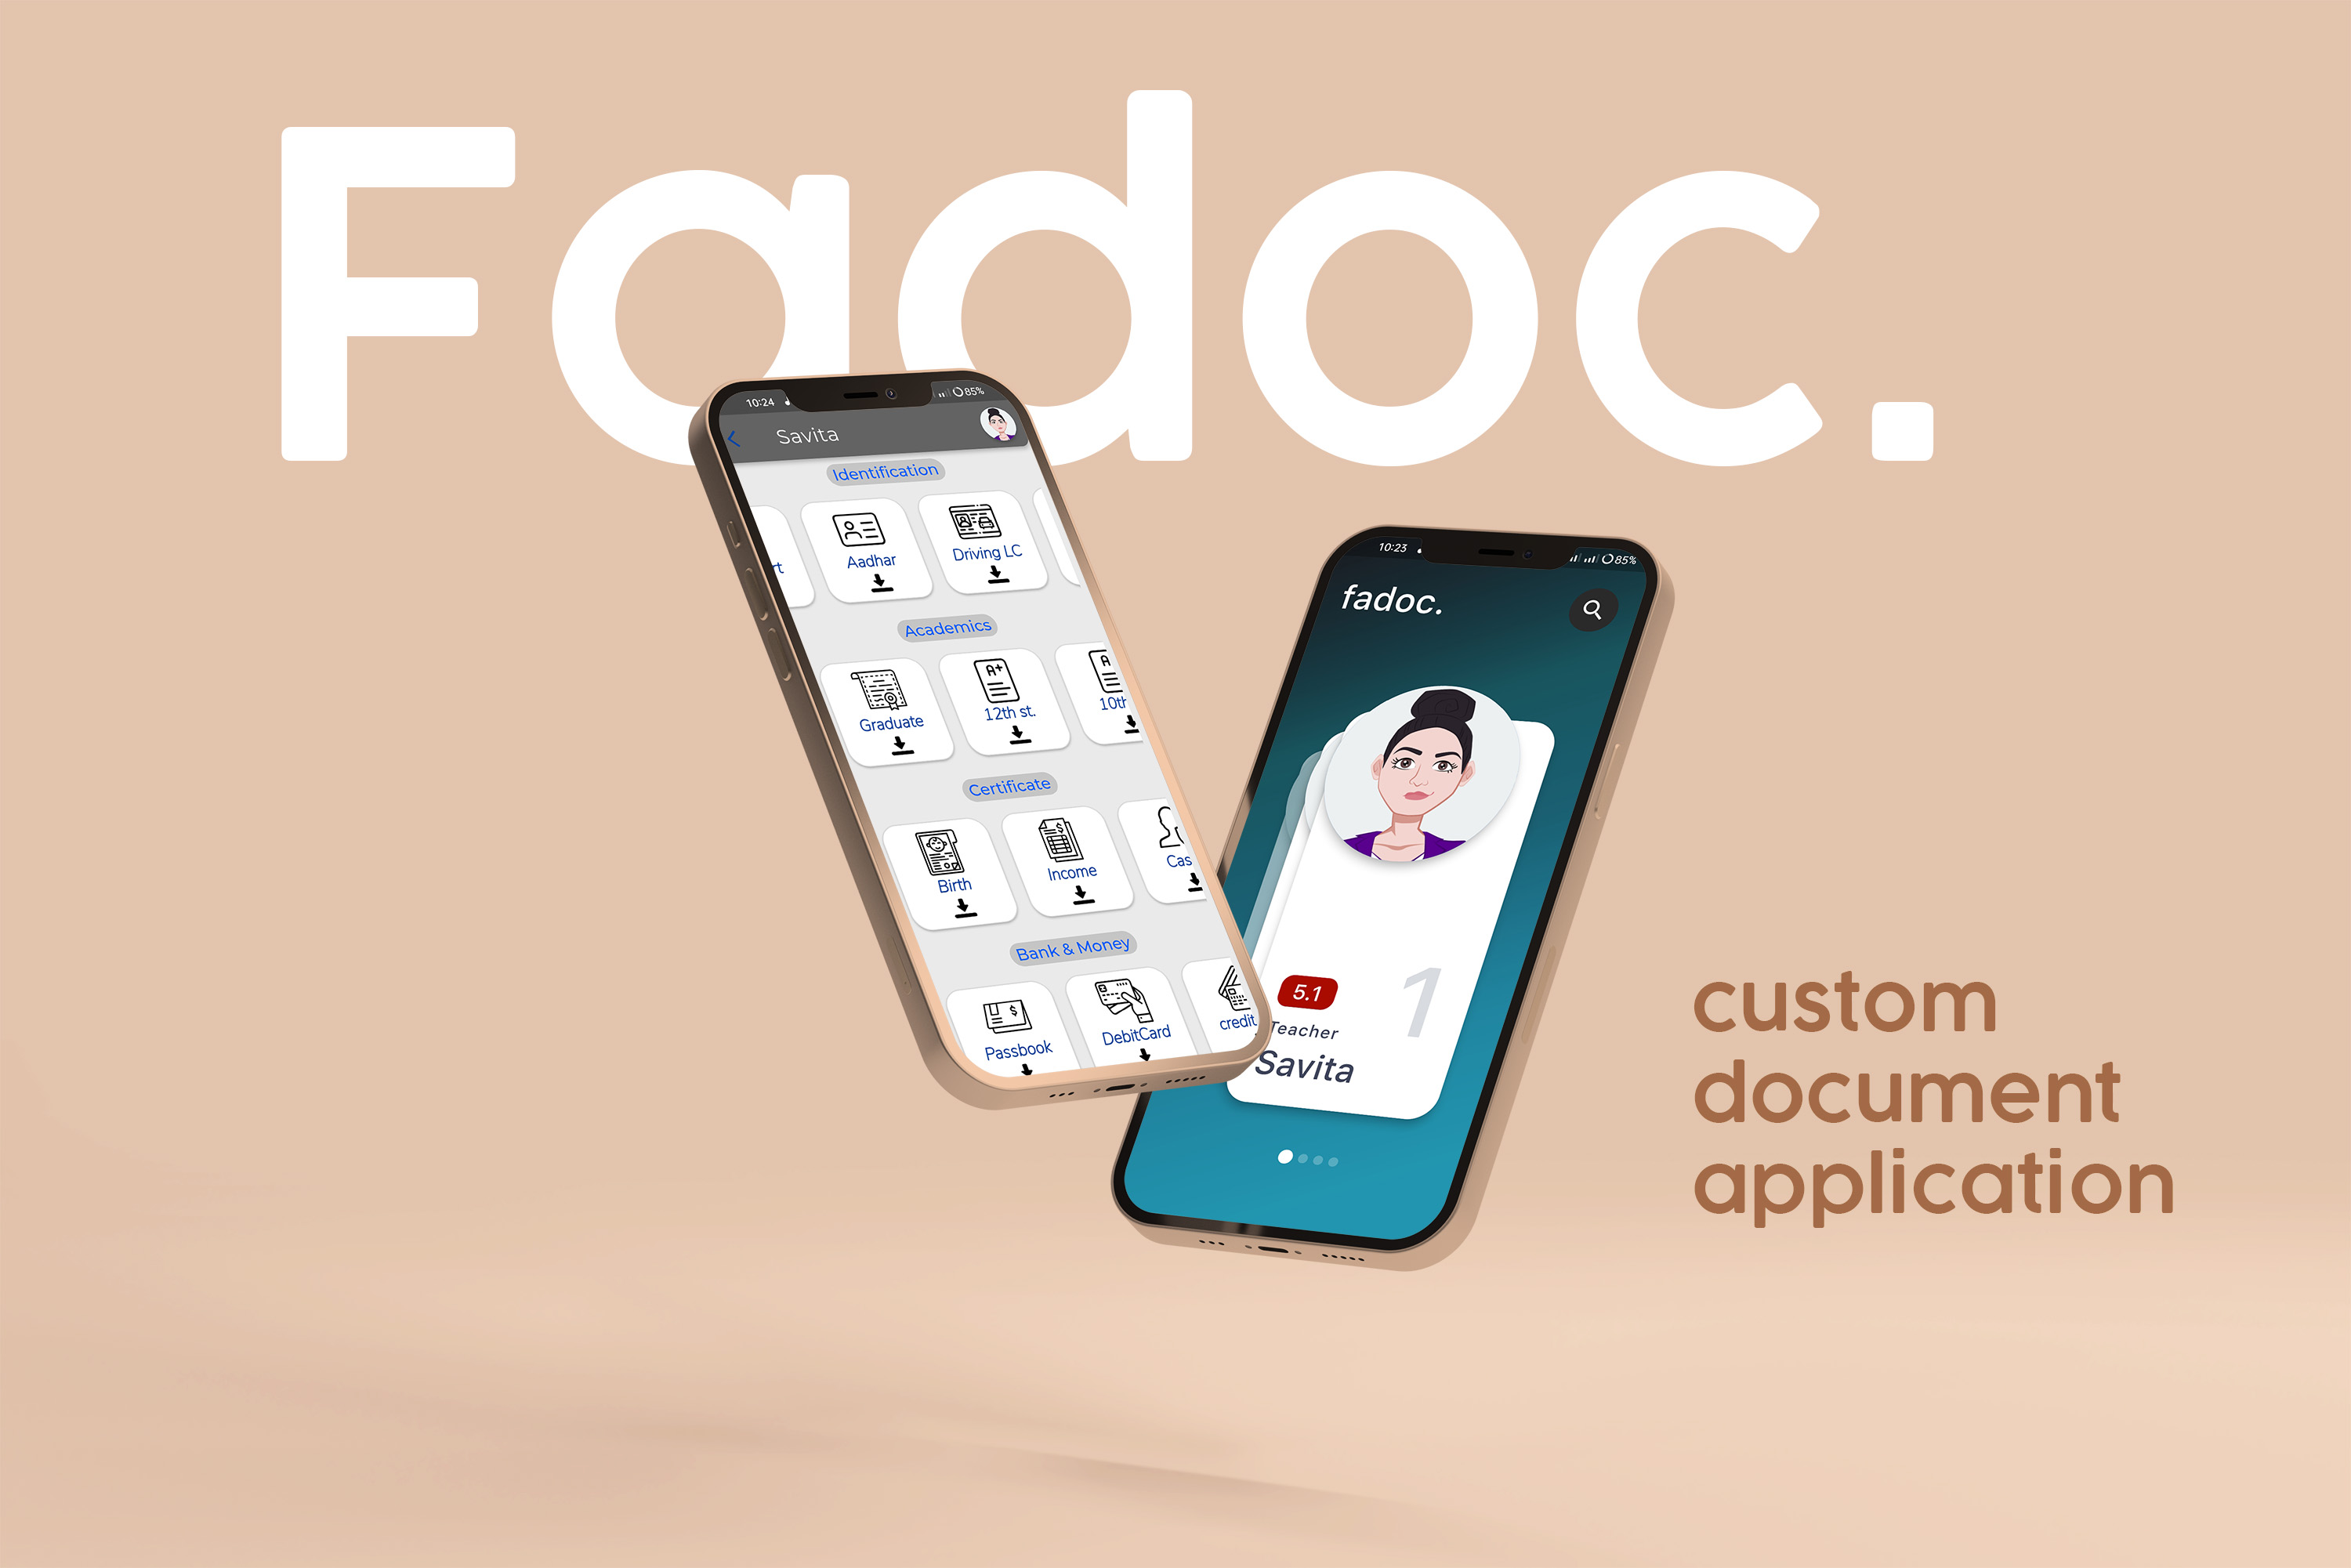 Fadoc.
10:24
85%
Savita
Identification
Aadhar
Driving LC
Academics
Graduate
12th st.
10th
Certificate
Birth
Income
Cas
Bank & Money
Passbook
DebitCard
credit
10:23
85%
fadoc.
5.1
1
Teacher
Savita
custom
document
application